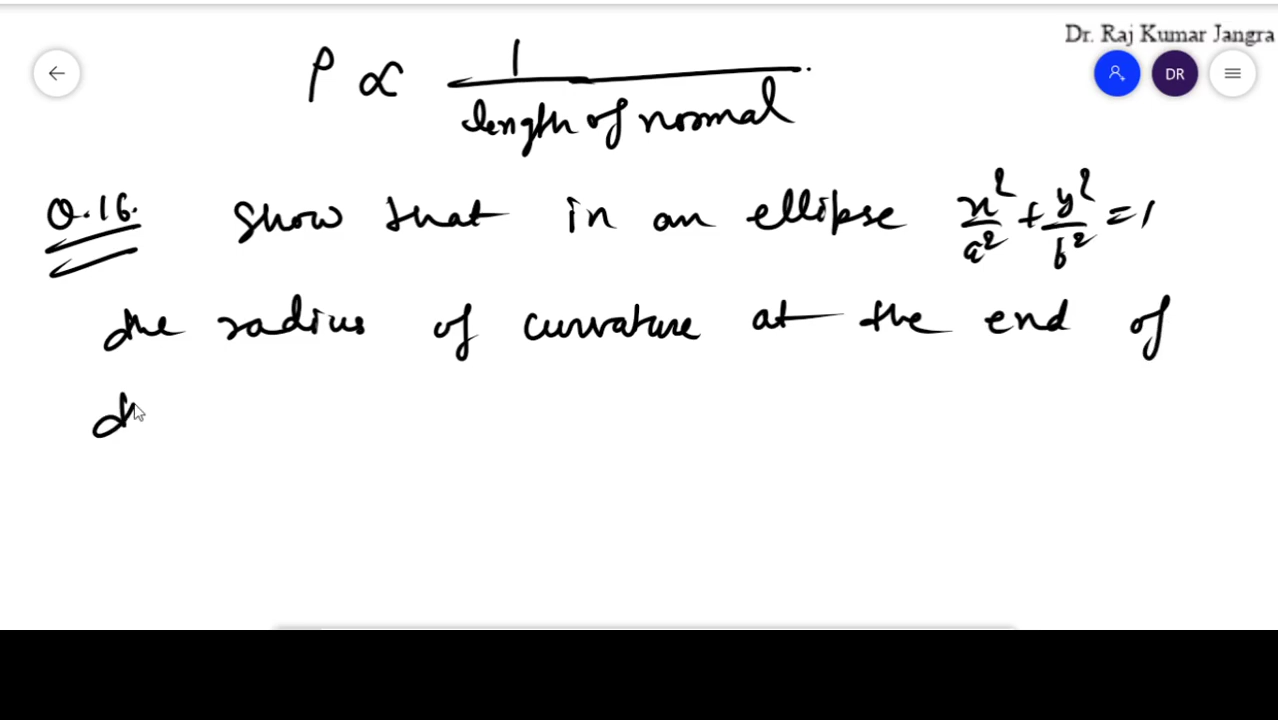 Dr. Raj Kumar Jangra
DR
ρ ∝ 1 / length of normal
Q.16. Show that in an ellipse x²/a² + y²/b² = 1
the radius of curvature at the end of